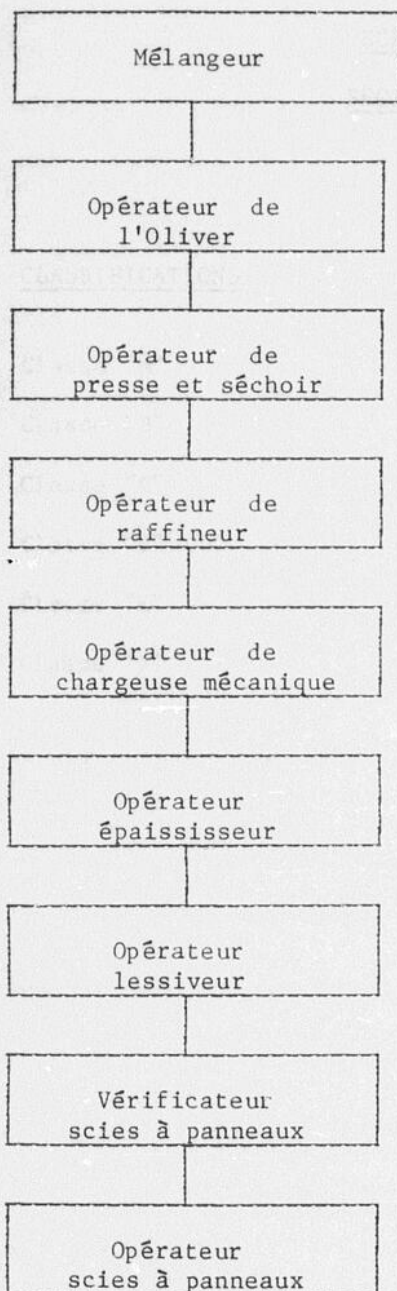 Mélangeur
Opérateur de
l'Oliver
Opérateur de
presse et séchoir
Opérateur de
raffineur
Opérateur de
chargeuse mécanique
Opérateur
épaississeur
Opérateur
lessiveur
Vérificateur
scies à panneaux
Opérateur
scies à panneaux